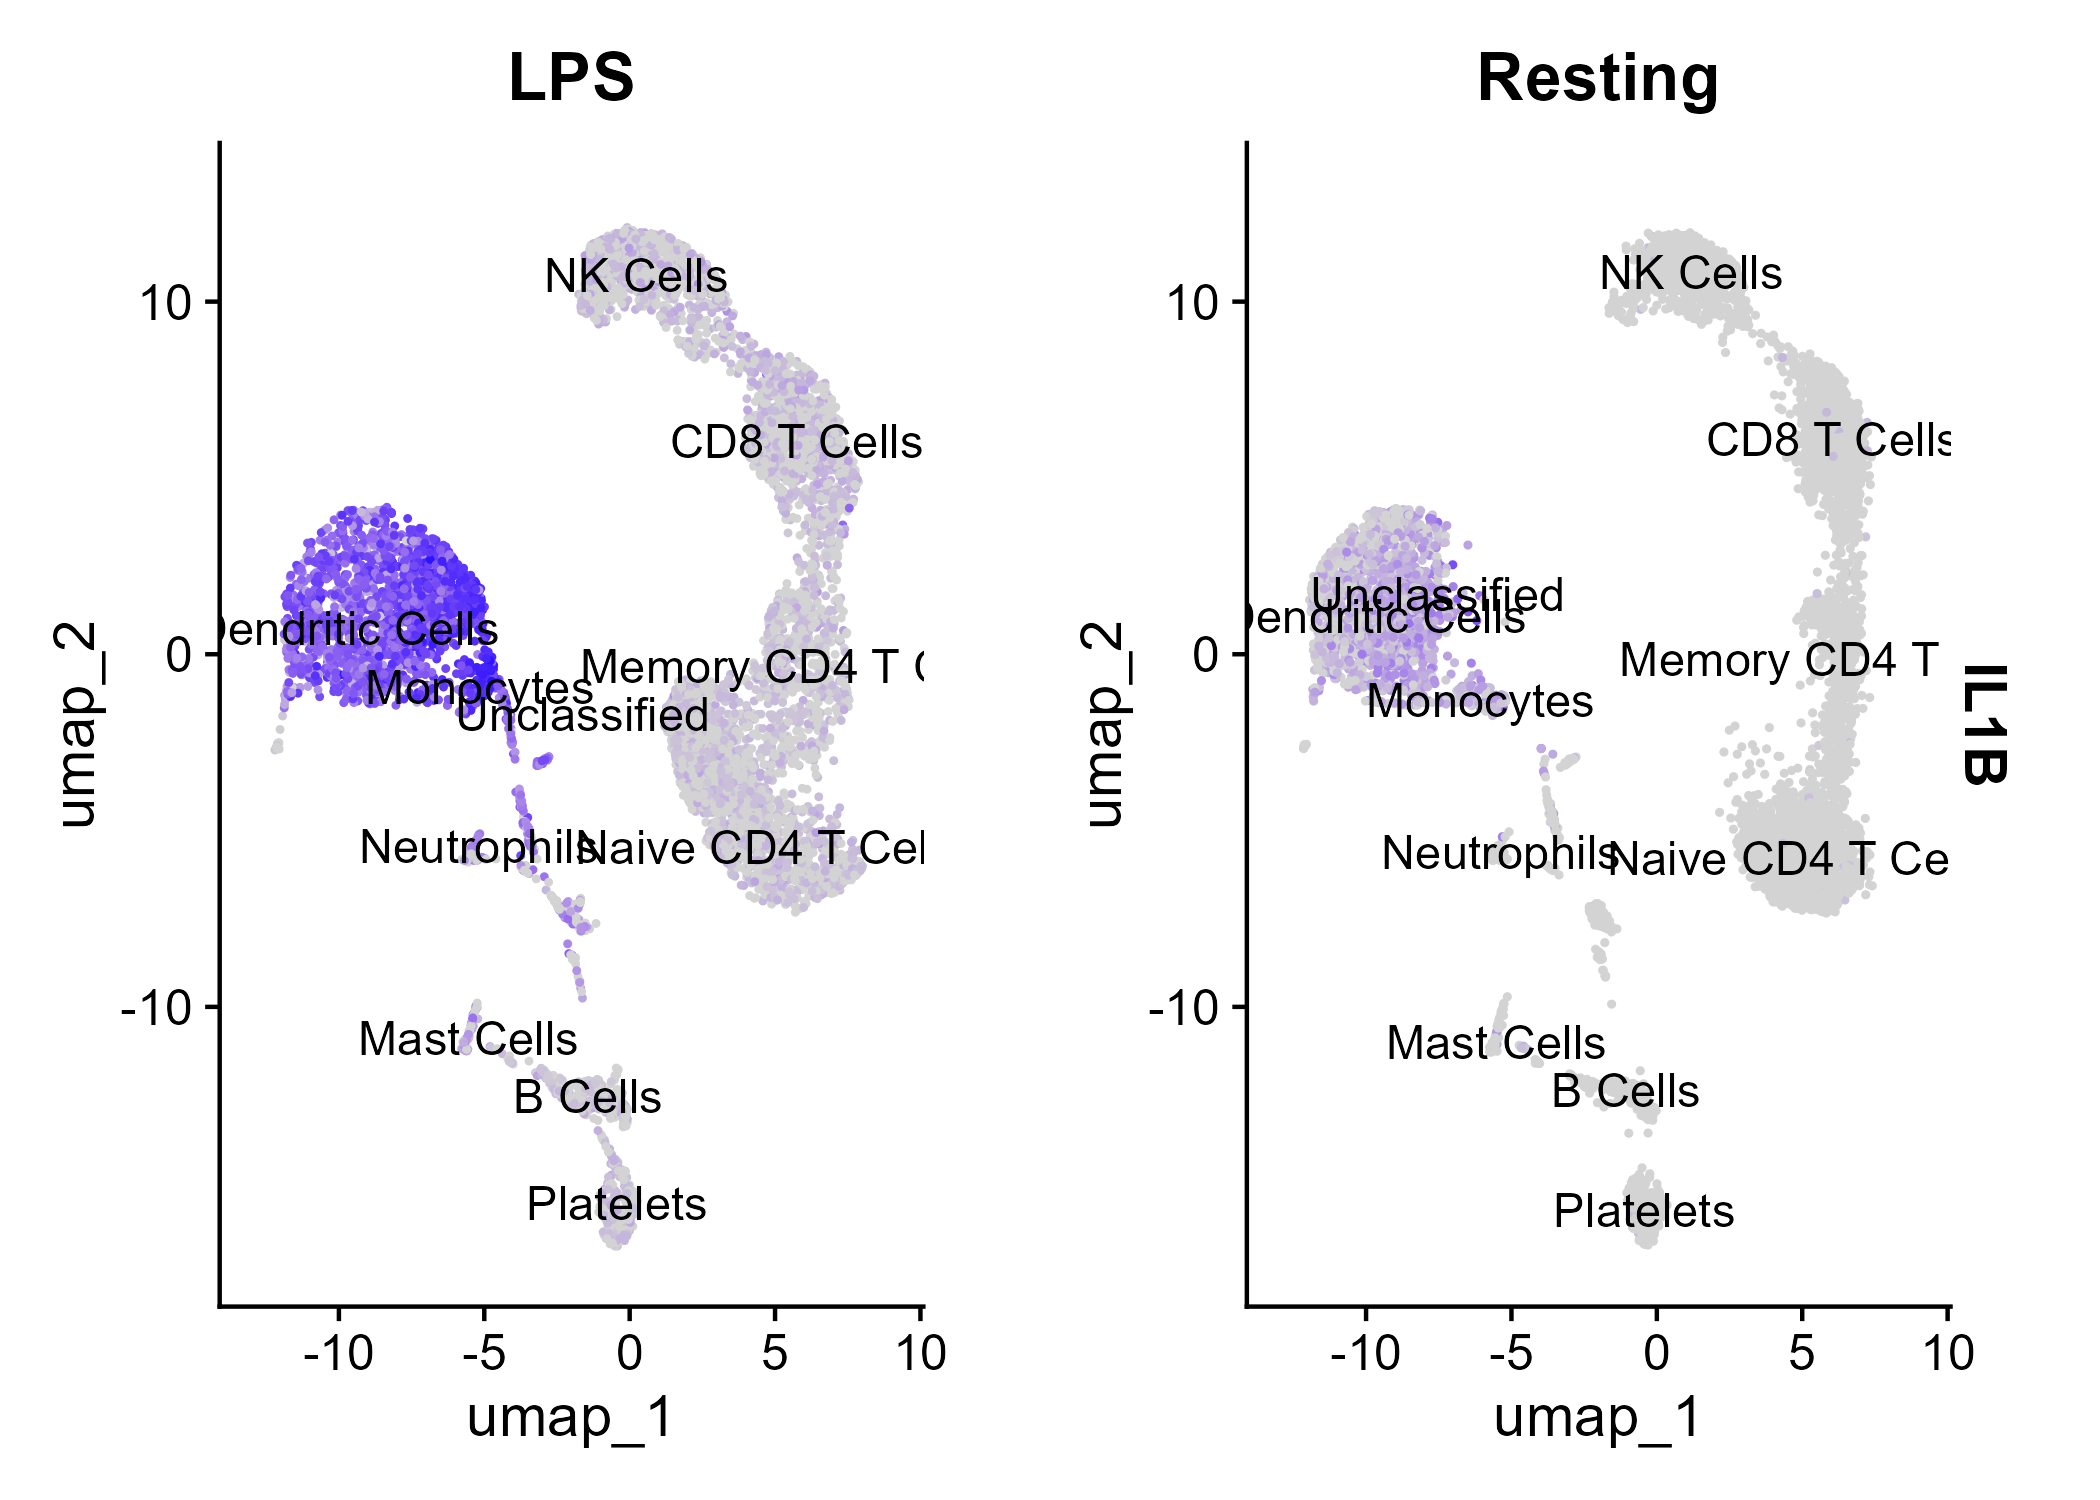 LPS
Resting
NK Cells
CD8 T Cells
Dendritic Cells
Monocytes
Unclassified
Memory CD4 T C
Neutrophils
Naive CD4 T Cel
Mast Cells
B Cells
Platelets
10
0
-10
umap_2
-10 -5 0 5 10
umap_1
NK Cells
CD8 T Cells
Unclassified
Dendritic Cells
Monocytes
Memory CD4 T
Neutrophils
Naive CD4 T Ce
Mast Cells
B Cells
Platelets
10
0
-10
umap_2
-10 -5 0 5 10
umap_1
IL1B